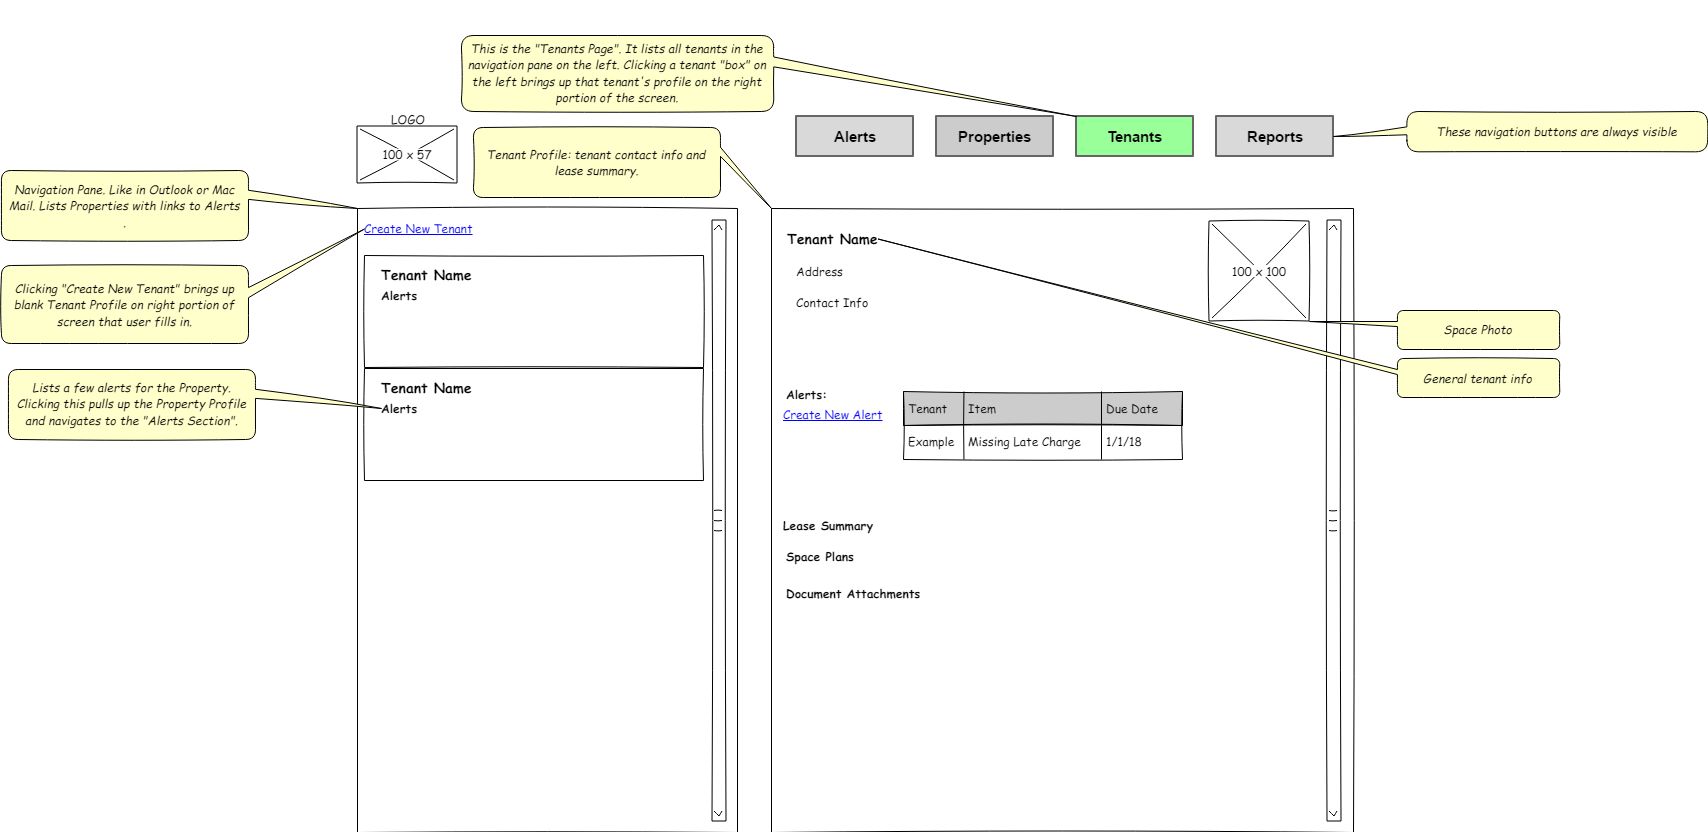 This is the "Tenants Page". It lists all tenants in the
navigation pane on the left. Clicking a tenant "box" on
the left brings up that tenant's profile on the right
portion of the screen.
LOGO
100 x 57
Tenant Profile: tenant contact info and
lease summary.
Alerts
Properties
Tenants
Reports
These navigation buttons are always visible
Navigation Pane. Like in Outlook or Mac
Mail. Lists Properties with links to Alerts
.
Clicking "Create New Tenant" brings up
blank Tenant Profile on right portion of
screen that user fills in.
Lists a few alerts for the Property.
Clicking this pulls up the Property Profile
and navigates to the "Alerts Section".
Create New Tenant
Tenant Name
Alerts
Tenant Name
Alerts
Tenant Name
Address
Contact Info
100 x 100
Space Photo
General tenant info
Alerts:
Create New Alert
Tenant Item Due Date
Example Missing Late Charge 1/1/18
Lease Summary
Space Plans
Document Attachments